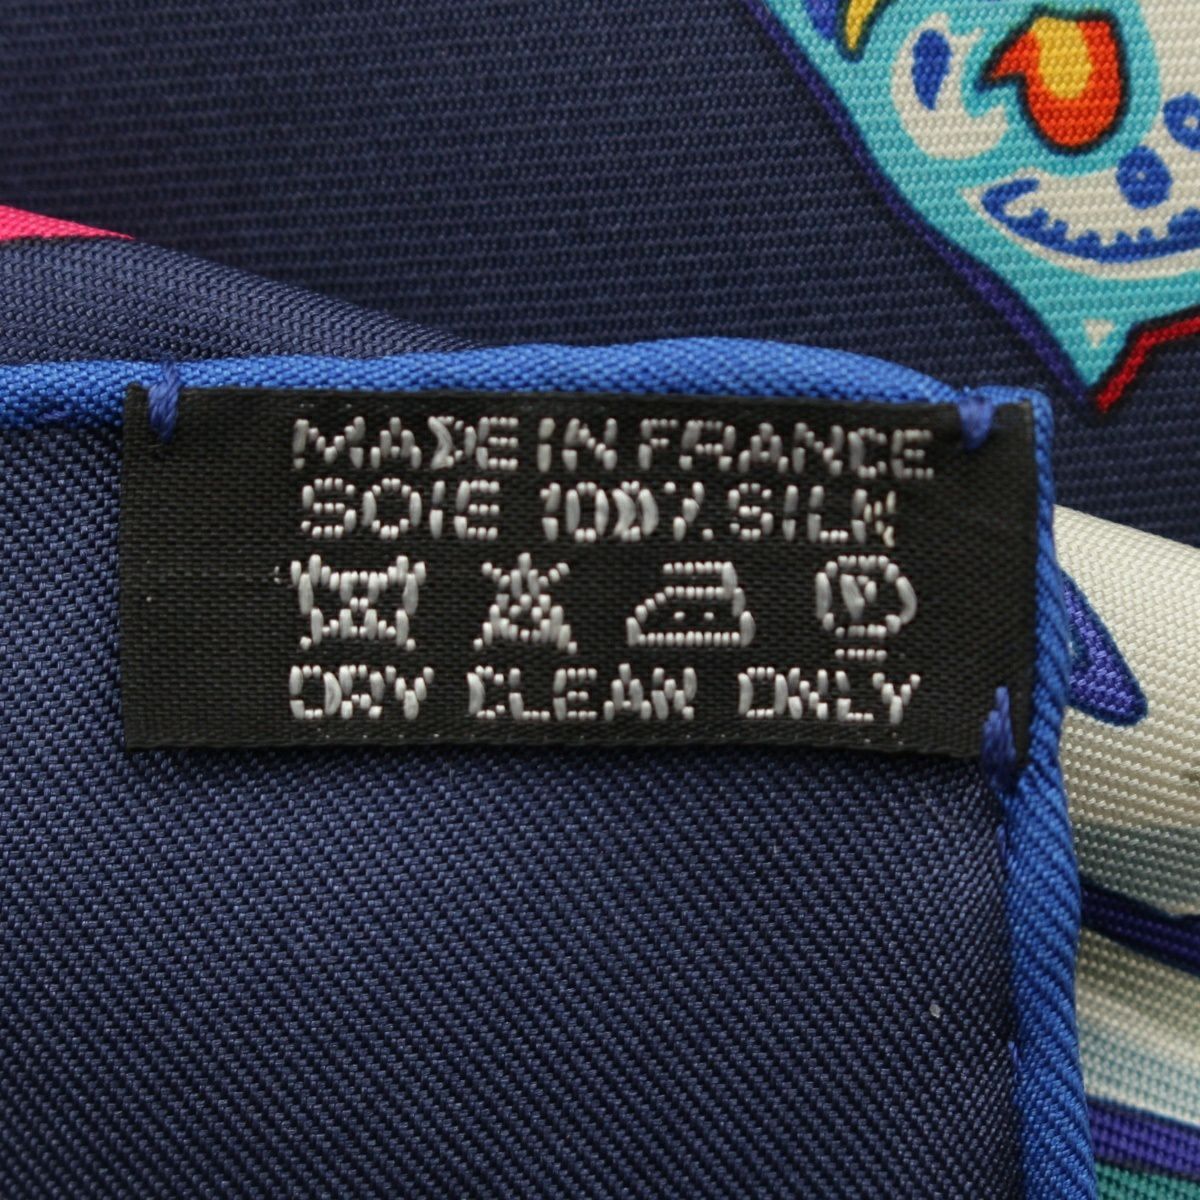 MADE IN FRANCE
SOIE 100% SILK
P
DRY CLEAN ONLY